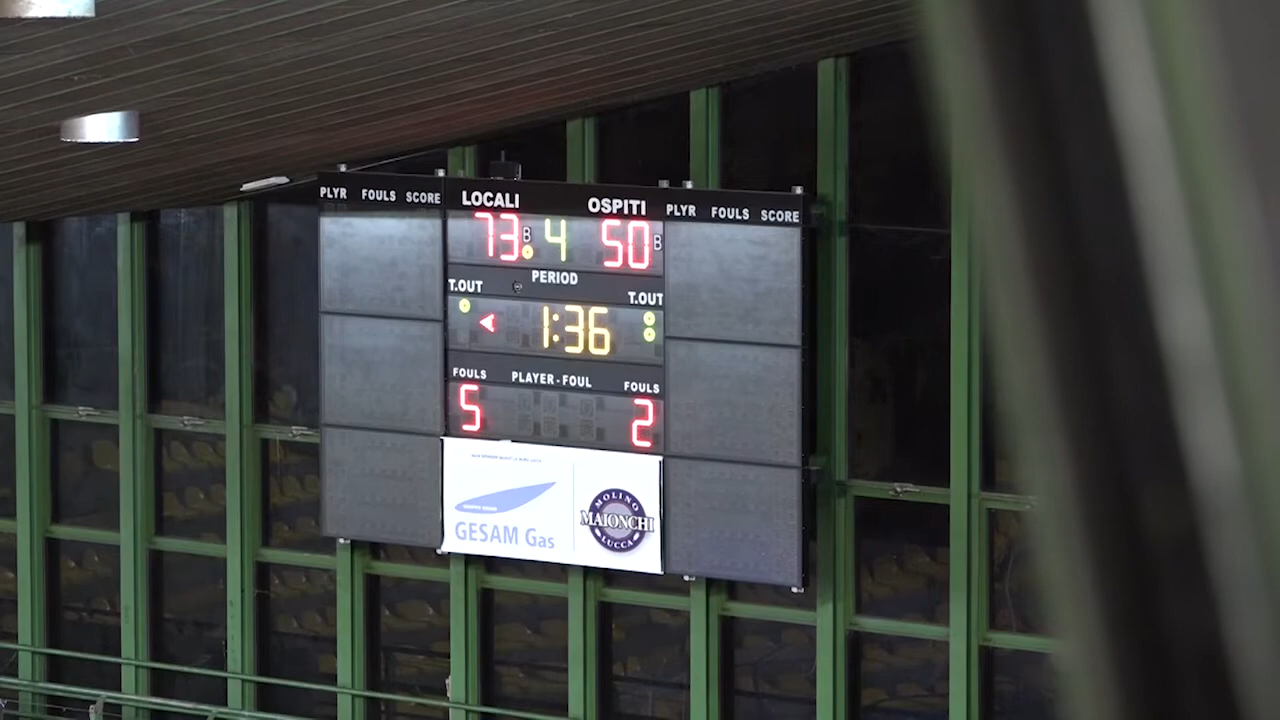 PLYR FOULS SCORE LOCALI OSPITI PLYR FOULS SCORE
73 B 4 50 B
PERIOD
T.OUT T.OUT
1:36
FOULS PLAYER-FOUL FOULS
5 2
GESAM Gas
MOLINO
MAIONCHI
LUCCA